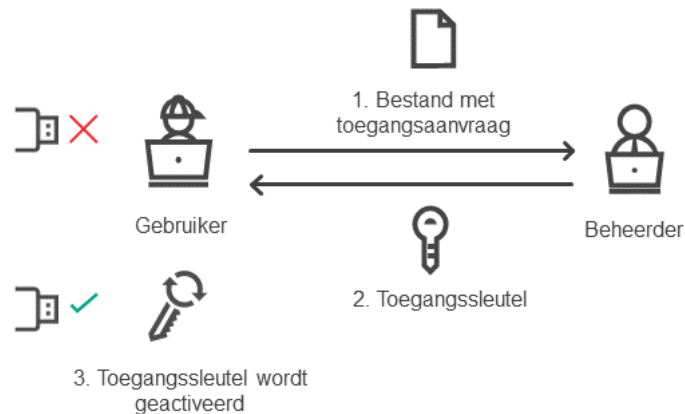 1. Bestand met
toegangsaanvraag
Gebruiker
Beheerder
2. Toegangssleutel
3. Toegangssleutel wordt
geactiveerd